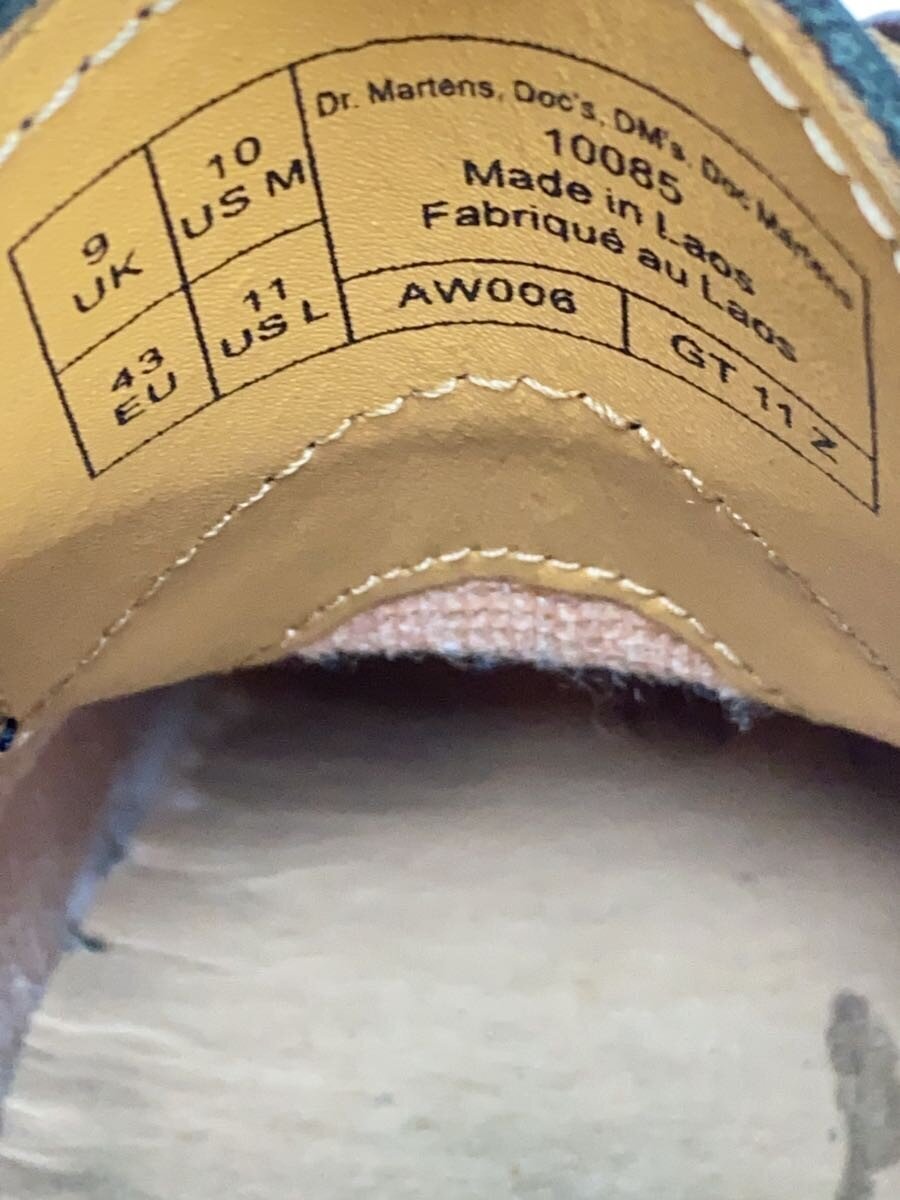 9
UK
10
US M
43
EU
11
US L
Dr. Martens, Doc's, DM's, Doc Martens
10085
Made in Laos
Fabriqué au Laos
AW006
GT 11 Z